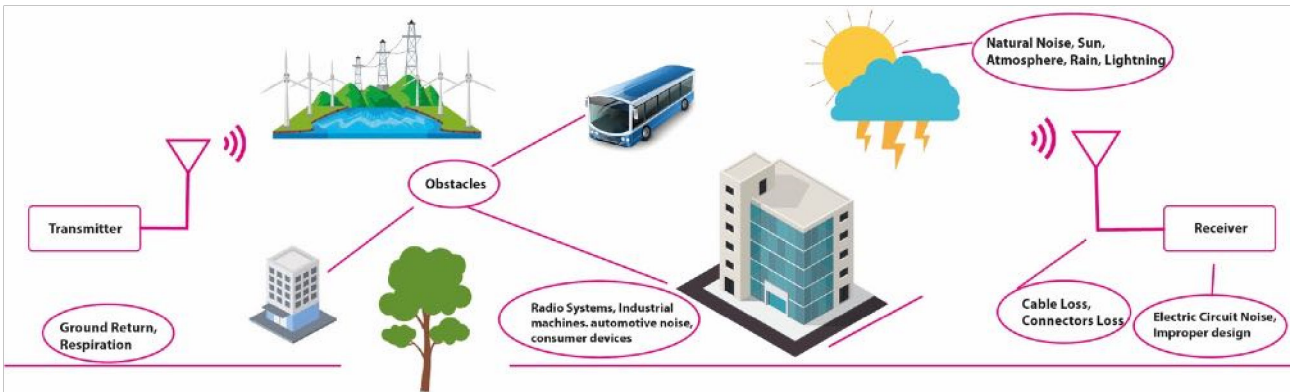 Natural Noise, Sun,
Atmosphere, Rain, Lightning
Obstacles
Transmitter
Receiver
Ground Return,
Respiration
Radio Systems, Industrial
machines. automotive noise,
consumer devices
Cable Loss,
Connectors Loss
Electric Circuit Noise,
Improper design